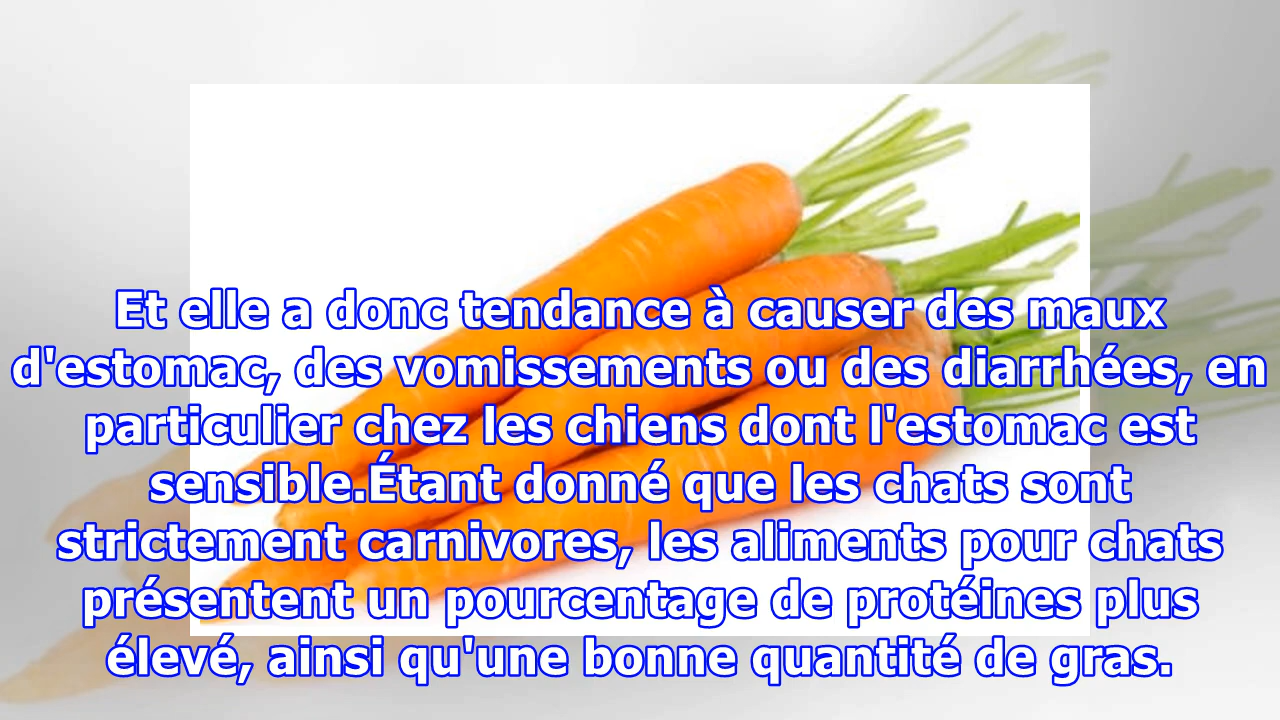 Et elle a donc tendance à causer des maux
d'estomac, des vomissements ou des diarrhées, en
particulier chez les chiens dont l'estomac est
sensible.Étant donné que les chats sont
strictement carnivores, les aliments pour chats
présentent un pourcentage de protéines plus
élevé, ainsi qu'une bonne quantité de gras.